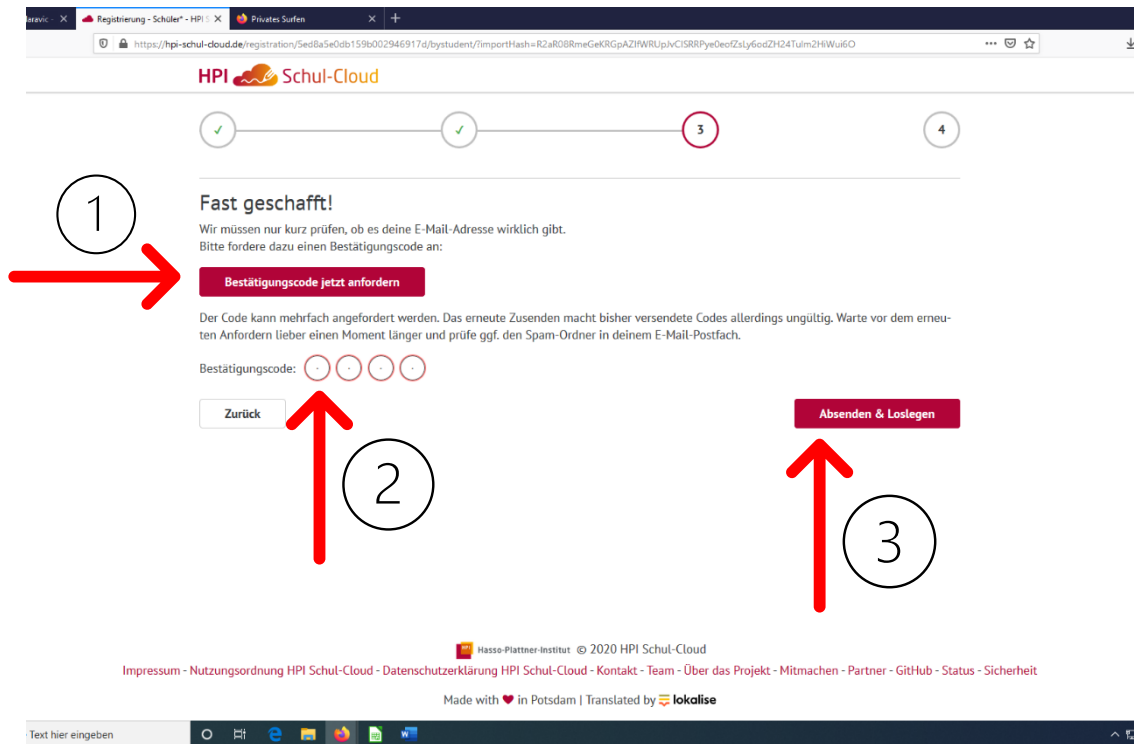 laravic -
Registrierung - Schüler* - HPI S
Privates Surfen
https://hpi-schul-cloud.de/registration/5ed8a5e0db159b002946917d/bystudent/?importHash=
HPI Schul-Cloud
3
4
1
Fast geschafft!
Wir müssen nur kurz prüfen, ob es deine E-Mail-Adresse wirklich gibt.
Bitte fordere dazu einen Bestätigungscode an:
Bestätigungscode jetzt anfordern
Der Code kann mehrfach angefordert werden. Das erneute Zusenden macht bisher versendete Codes allerdings ungültig. Warte vor dem erneu-
ten Anfordern lieber einen Moment länger und prüfe ggf. den Spam-Ordner in deinem E-Mail-Postfach.
Bestätigungscode:
Zurück
Absenden & Loslegen
2
3
HPI Hasso-Plattner-Institut © 2020 HPI Schul-Cloud
Impressum - Nutzungsordnung HPI Schul-Cloud - Datenschutzerklärung HPI Schul-Cloud - Kontakt - Team - Über das Projekt - Mitmachen - Partner - GitHub - Status - Sicherheit
Made with ♥ in Potsdam | Translated by lokalise
Text hier eingeben